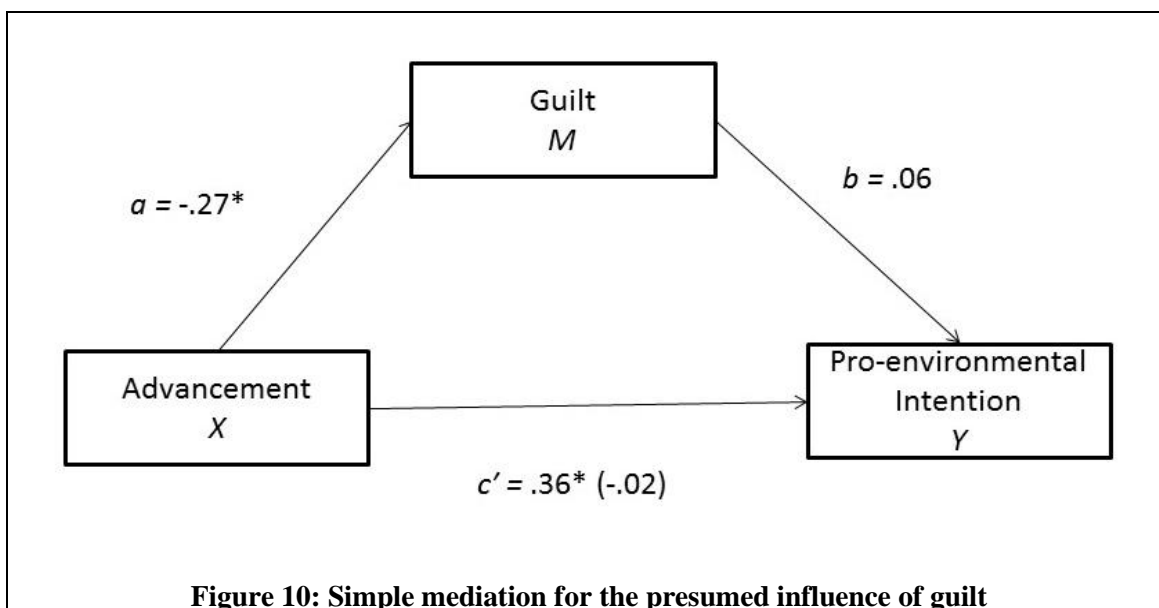 Guilt
M
a = -.27*
b = .06
Advancement
X
Pro-environmental
Intention
Y
c′ = .36* (-.02)
Figure 10: Simple mediation for the presumed influence of guilt